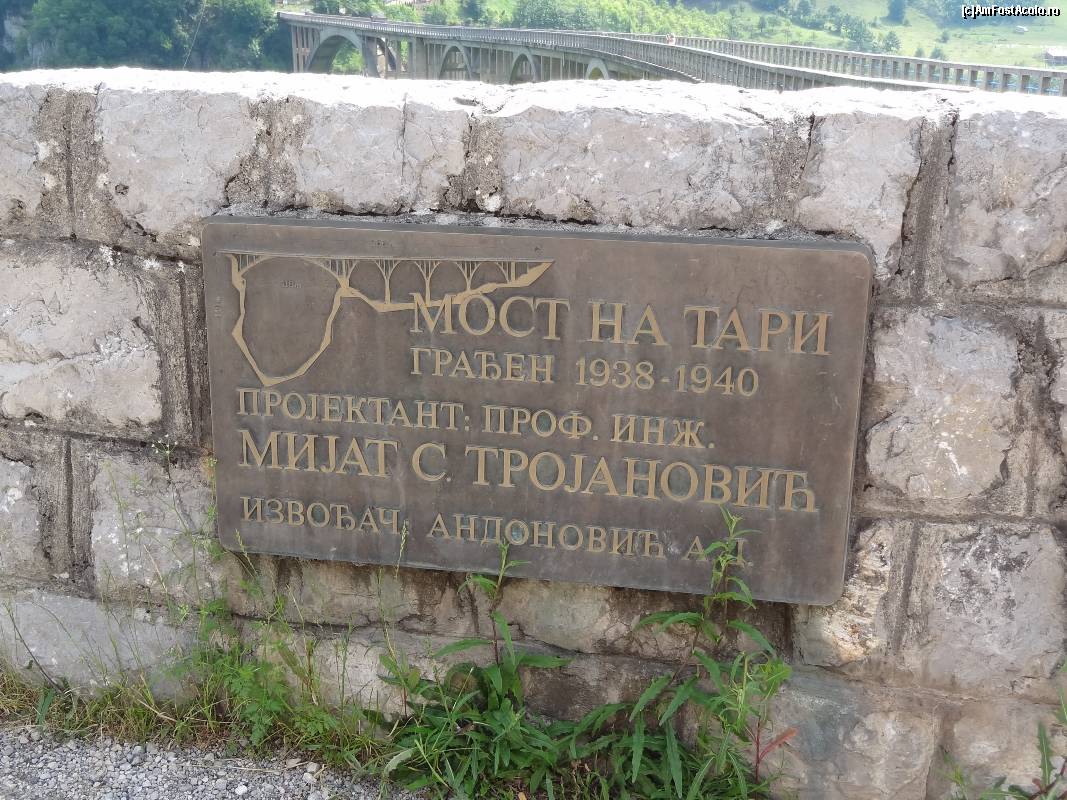 (c)AmFostAcolo.ro
МОСТ НА ТАРИ
ГРАЂЕН 1938-1940
ПРОЈЕКТАНТ: ПРОФ. ИНЖ.
МИЈАТ С. ТРОЈАНОВИЋ
ИЗВОЂАЧ: АНДОНОВИЋ